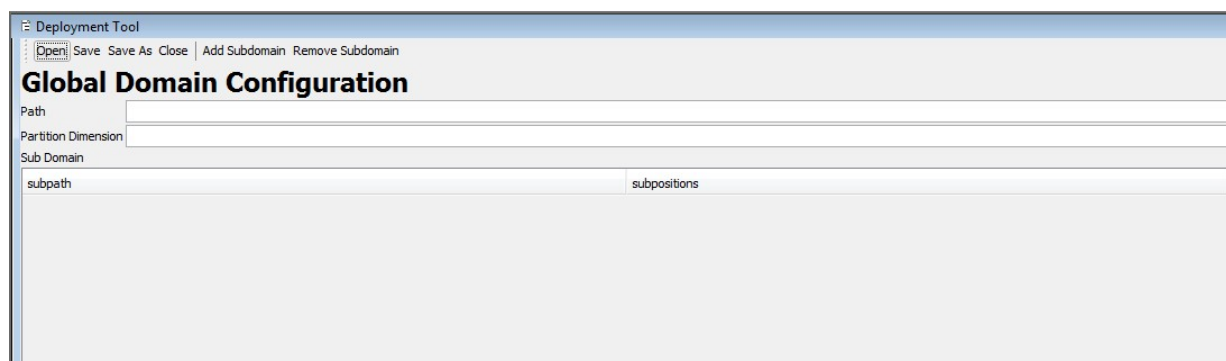 Deployment Tool
Open Save Save As Close Add Subdomain Remove Subdomain
Global Domain Configuration
Path
Partition Dimension
Sub Domain
subpath subpositions